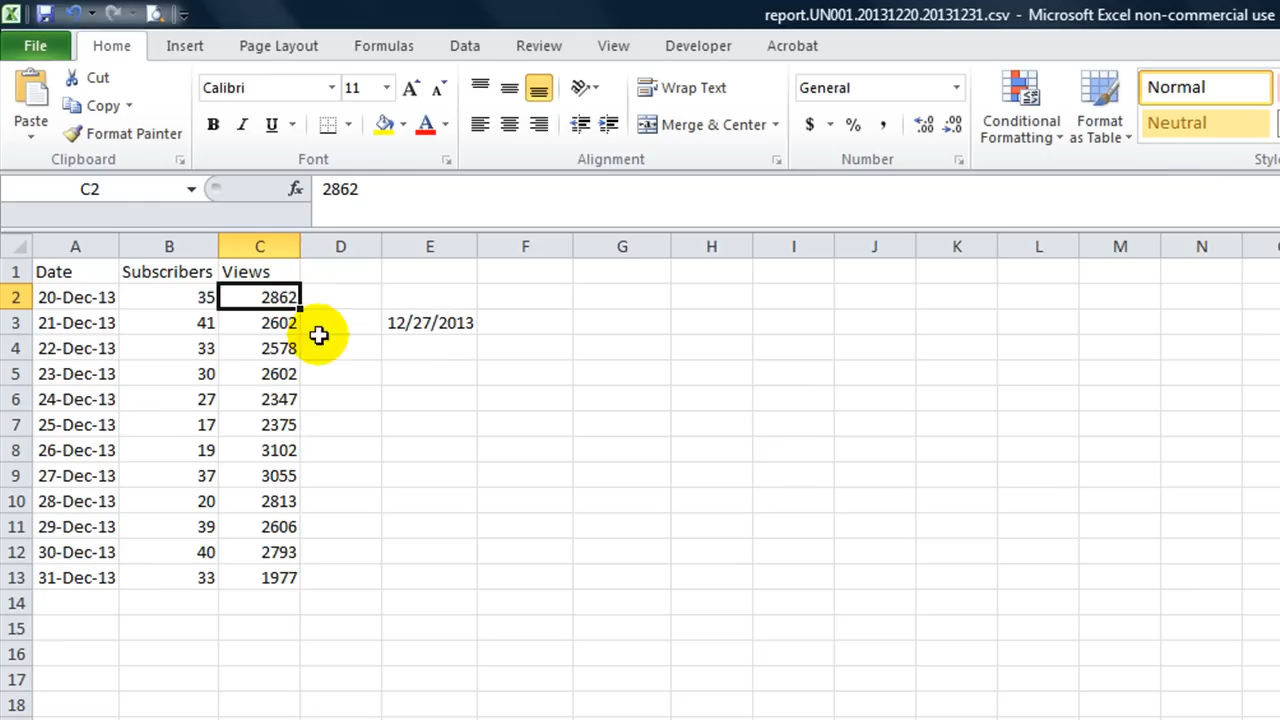 report.UN001.20131220.20131231.csv - Microsoft Excel non-commercial use
File Home Insert Page Layout Formulas Data Review View Developer Acrobat
Paste Cut Copy Format Painter Clipboard
Calibri 11 B I U Font
Wrap Text Merge & Center Alignment
General $ % , Number
Conditional Formatting Format as Table Normal Neutral
C2 fx 2862
A B C D E F G H I J K L M N
1 Date Subscribers Views
2 20-Dec-13 35 2862
3 21-Dec-13 41 2602 12/27/2013
4 22-Dec-13 33 2578
5 23-Dec-13 30 2602
6 24-Dec-13 27 2347
7 25-Dec-13 17 2375
8 26-Dec-13 19 3102
9 27-Dec-13 37 3055
10 28-Dec-13 20 2813
11 29-Dec-13 39 2606
12 30-Dec-13 40 2793
13 31-Dec-13 33 1977
14
15
16
17
18